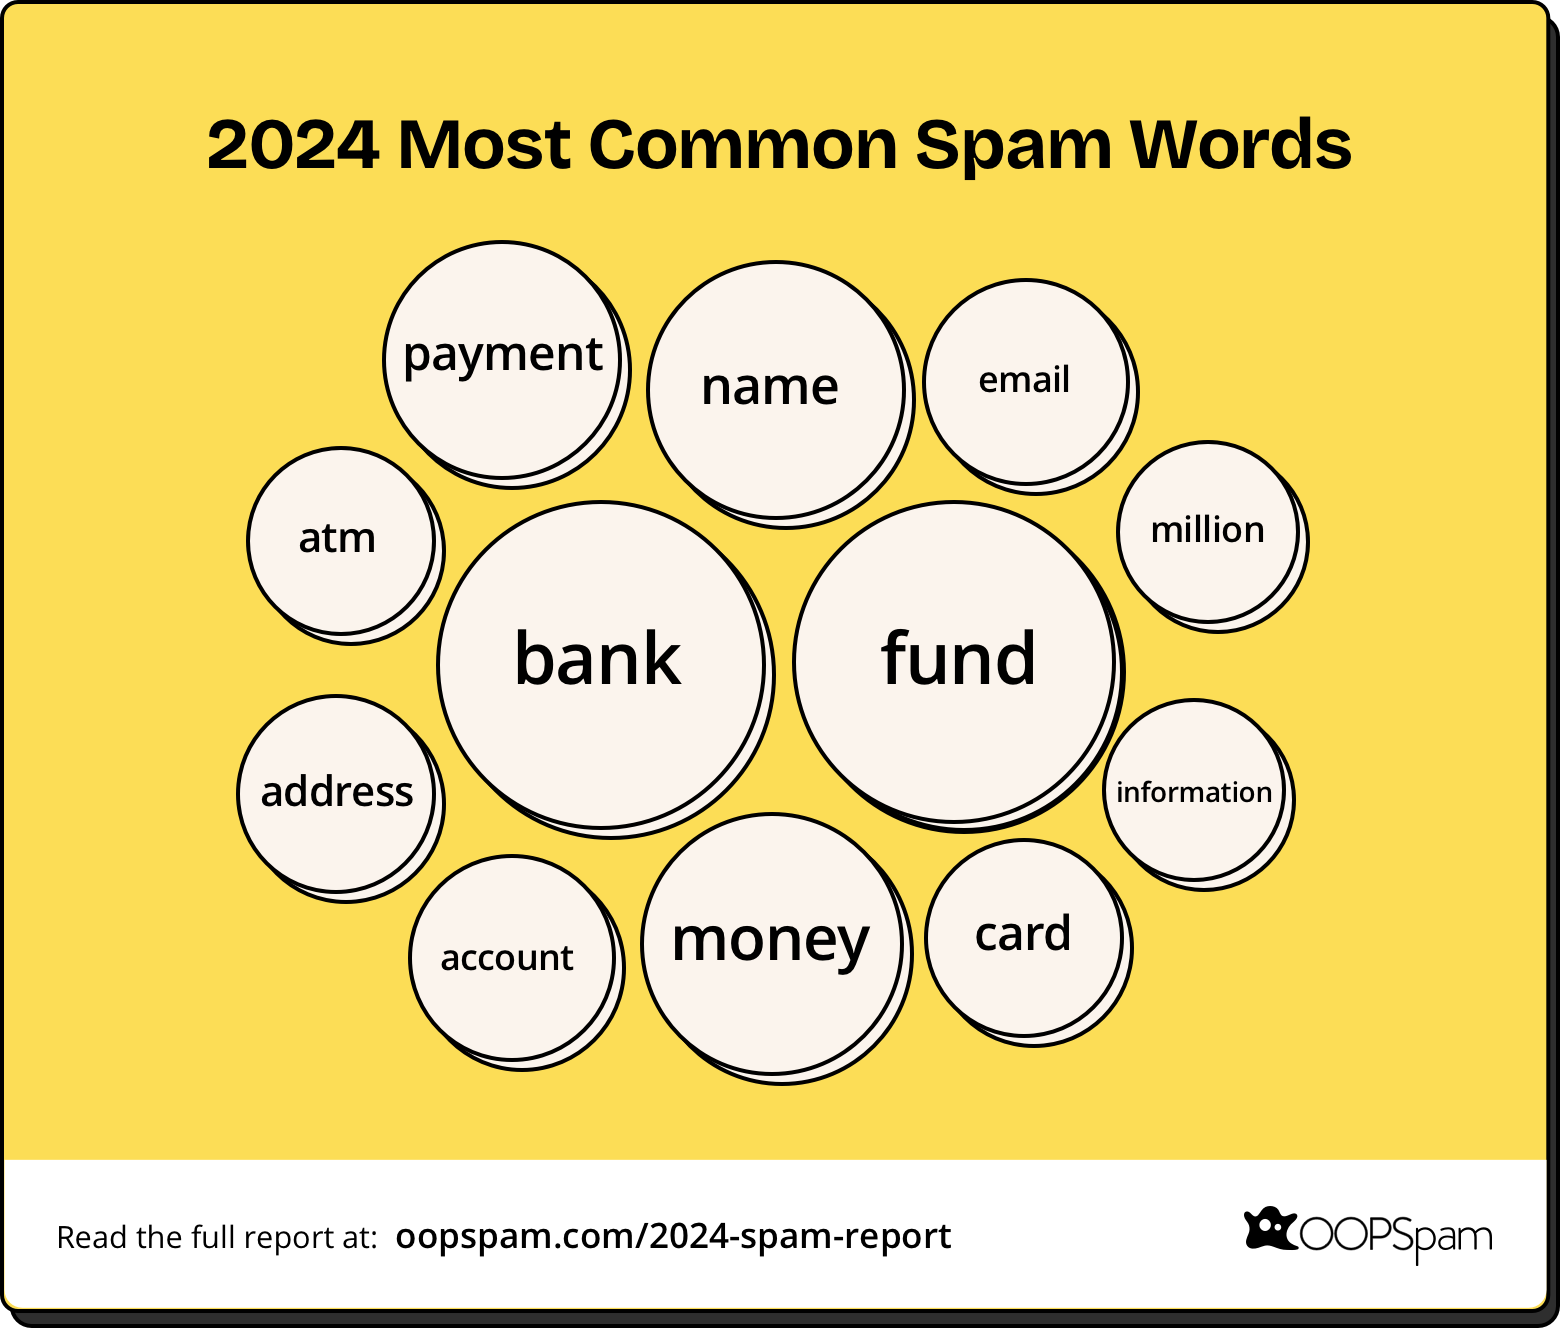 2024 Most Common Spam Words
payment
name
email
atm
million
bank
fund
address
information
account
money
card
Read the full report at: oopspam.com/2024-spam-report
OOPSpam